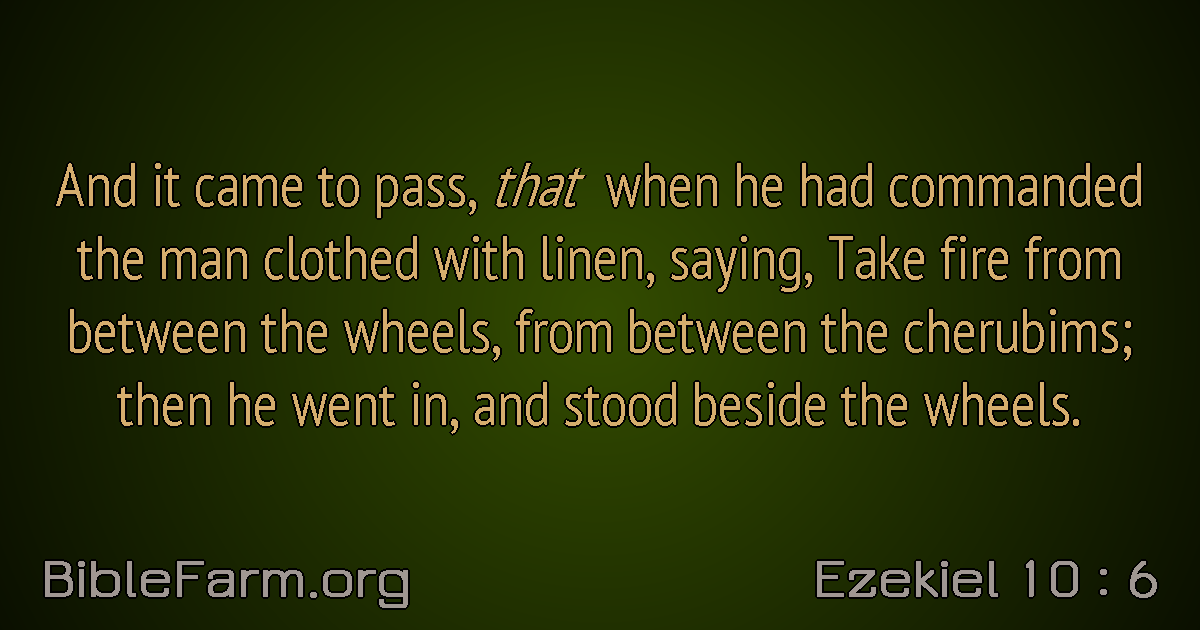 And it came to pass, that when he had commanded
the man clothed with linen, saying, Take fire from
between the wheels, from between the cherubims;
then he went in, and stood beside the wheels.
BibleFarm.org
Ezekiel 10 : 6